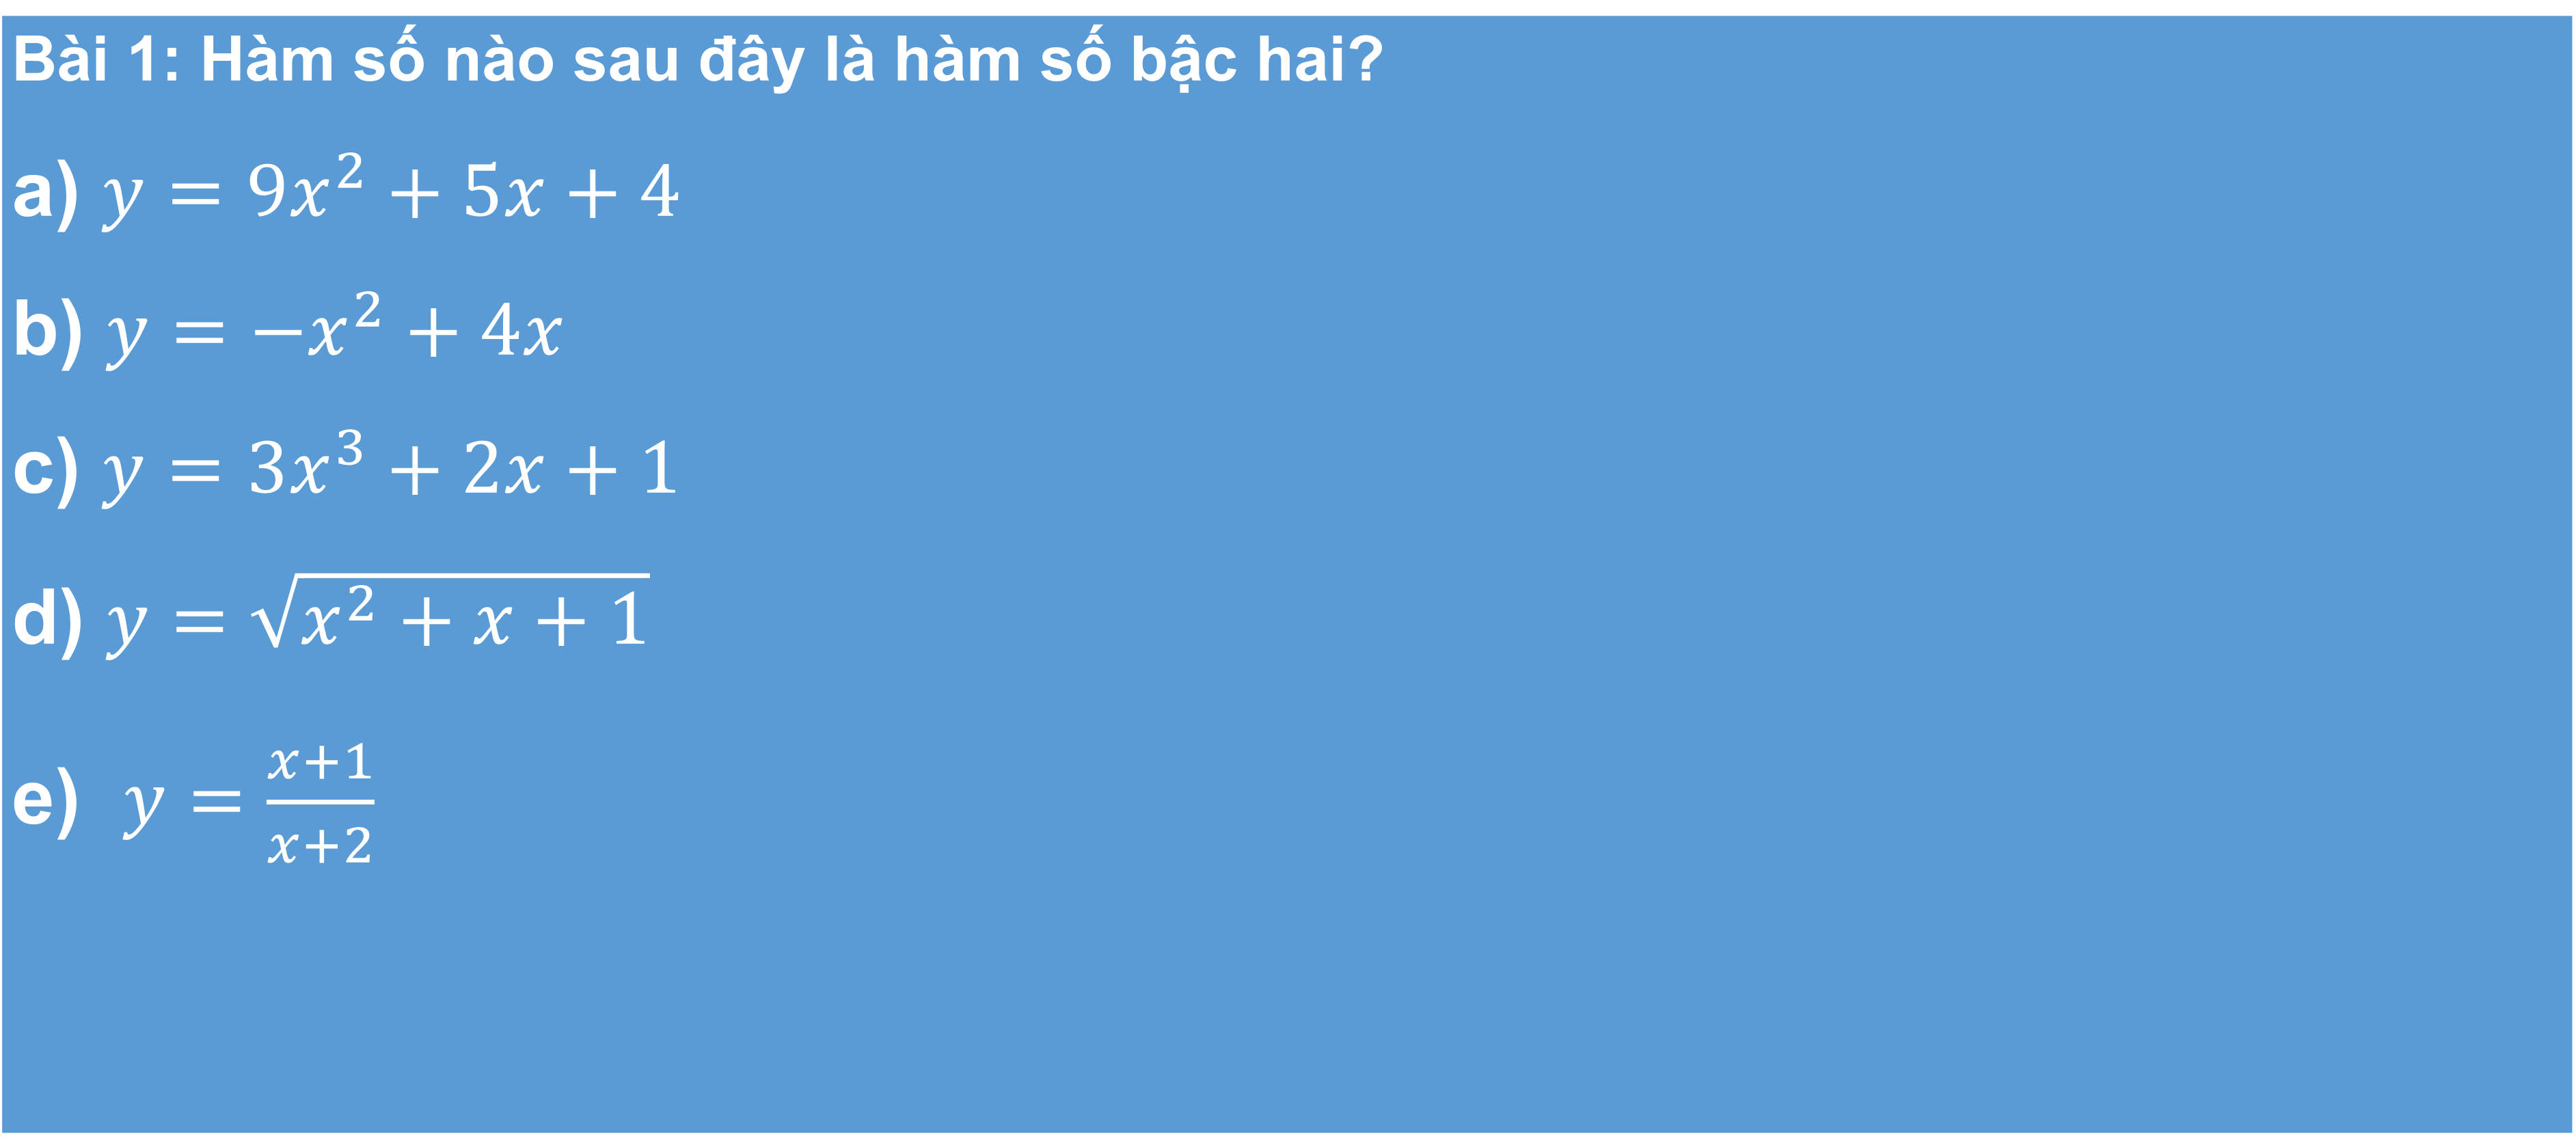 Bài 1: Hàm số nào sau đây là hàm số bậc hai?
a) y = 9x² + 5x + 4
b) y = −x² + 4x
c) y = 3x³ + 2x + 1
d) y = √(x² + x + 1)
e) y = (x+1)/(x+2)